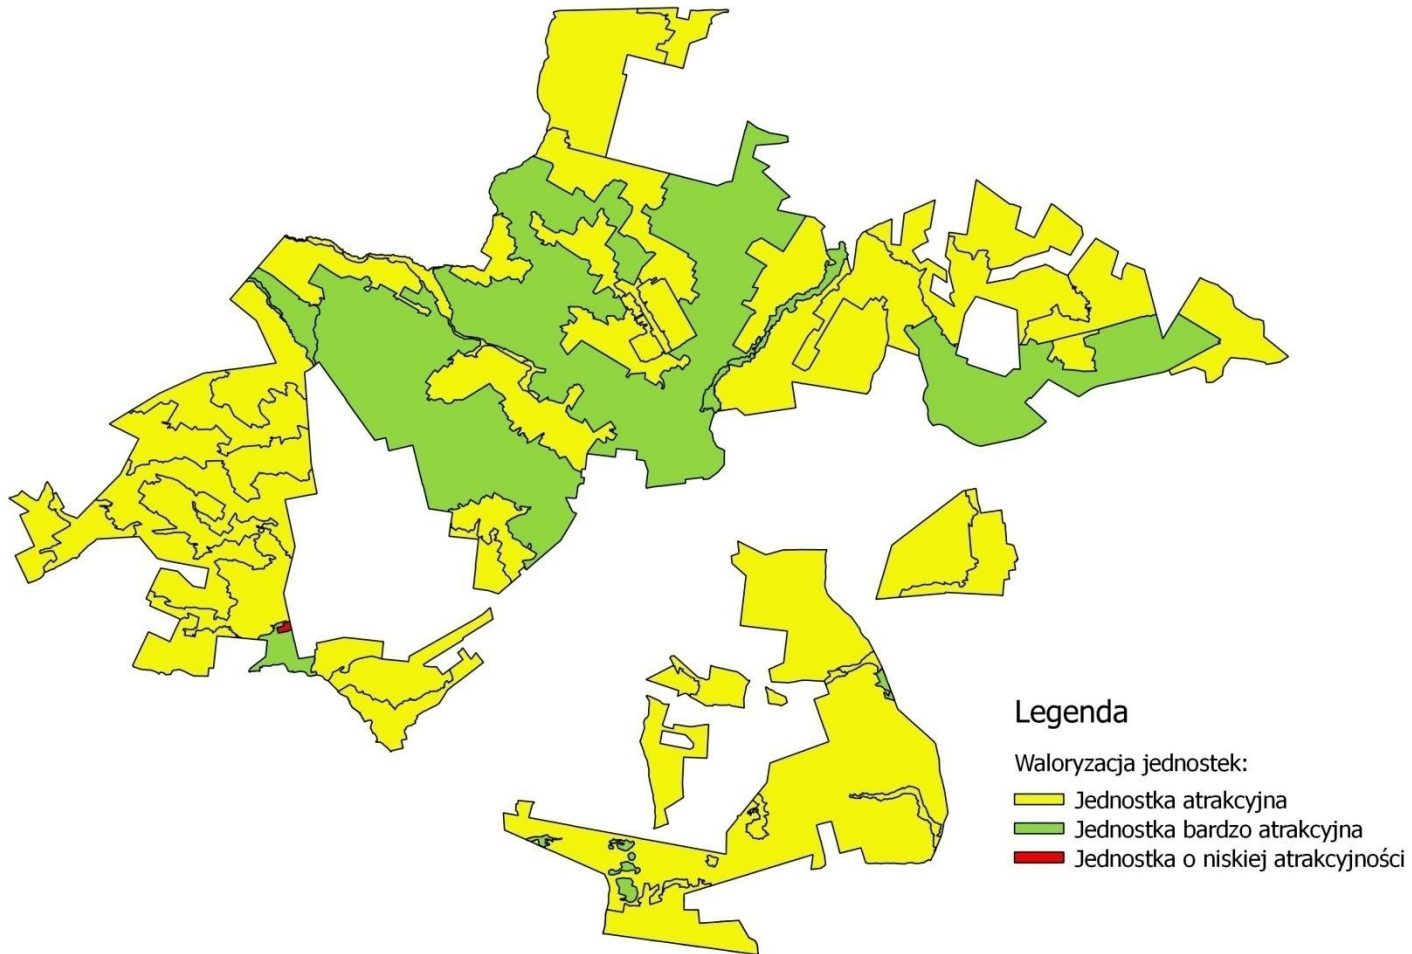 Legenda
Waloryzacja jednostek:
Jednostka atrakcyjna
Jednostka bardzo atrakcyjna
Jednostka o niskiej atrakcyjności